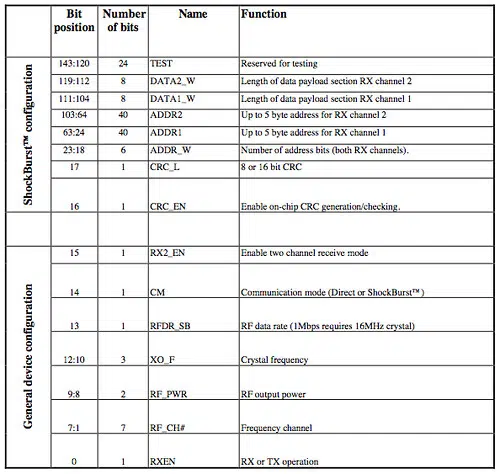 Bit position Number of bits Name Function
ShockBurst™ configuration
143:120 24 TEST Reserved for testing
119:112 8 DATA2_W Length of data payload section RX channel 2
111:104 8 DATA1_W Length of data payload section RX channel 1
103:64 40 ADDR2 Up to 5 byte address for RX channel 2
63:24 40 ADDR1 Up to 5 byte address for RX channel 1
23:18 6 ADDR_W Number of address bits (both RX channels).
17 1 CRC_L 8 or 16 bit CRC
16 1 CRC_EN Enable on-chip CRC generation/checking.
General device configuration
15 1 RX2_EN Enable two channel receive mode
14 1 CM Communication mode (Direct or ShockBurst™)
13 1 RFDR_SB RF data rate (1Mbps requires 16MHz crystal)
12:10 3 XO_F Crystal frequency
9:8 2 RF_PWR RF output power
7:1 7 RF_CH# Frequency channel
0 1 RXEN RX or TX operation